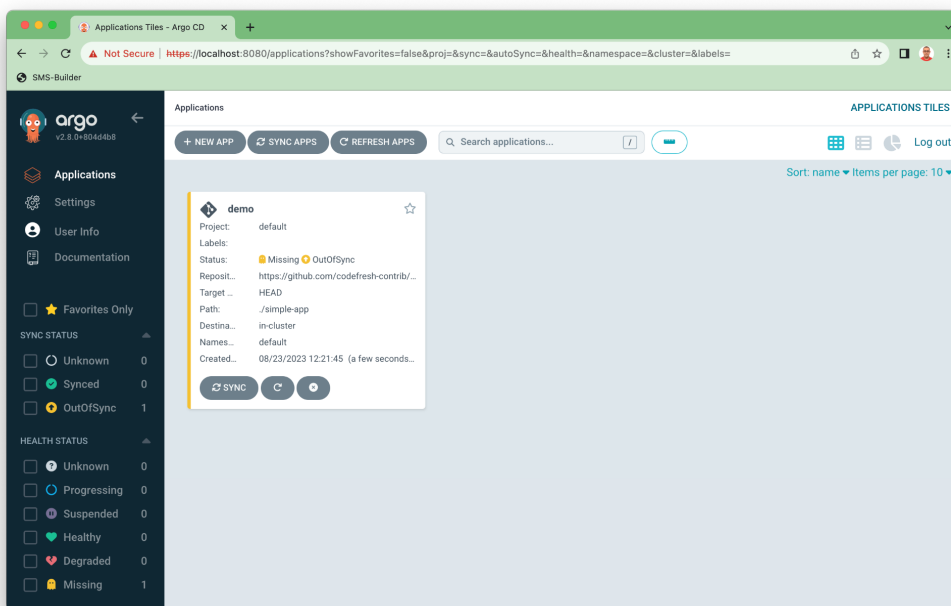 Applications Tiles - Argo CD
Not Secure | https://localhost:8080/applications?showFavorites=false&proj=&sync=&autoSync=&health=&namespace=&cluster=&labels=
SMS-Builder
argo
v2.8.0+804d4b8
Applications
Settings
User Info
Documentation
Favorites Only
SYNC STATUS
Unknown 0
Synced 0
OutOfSync 1
HEALTH STATUS
Unknown 0
Progressing 0
Suspended 0
Healthy 0
Degraded 0
Missing 1
Applications
APPLICATIONS TILES
+ NEW APP
SYNC APPS
REFRESH APPS
Search applications...
/
Log out
Sort: name
Items per page: 10
demo
Project: default
Labels:
Status: Missing OutOfSync
Reposit... https://github.com/codefresh-contrib/...
Target ... HEAD
Path: ./simple-app
Destina... in-cluster
Names... default
Created... 08/23/2023 12:21:45 (a few seconds...
SYNC